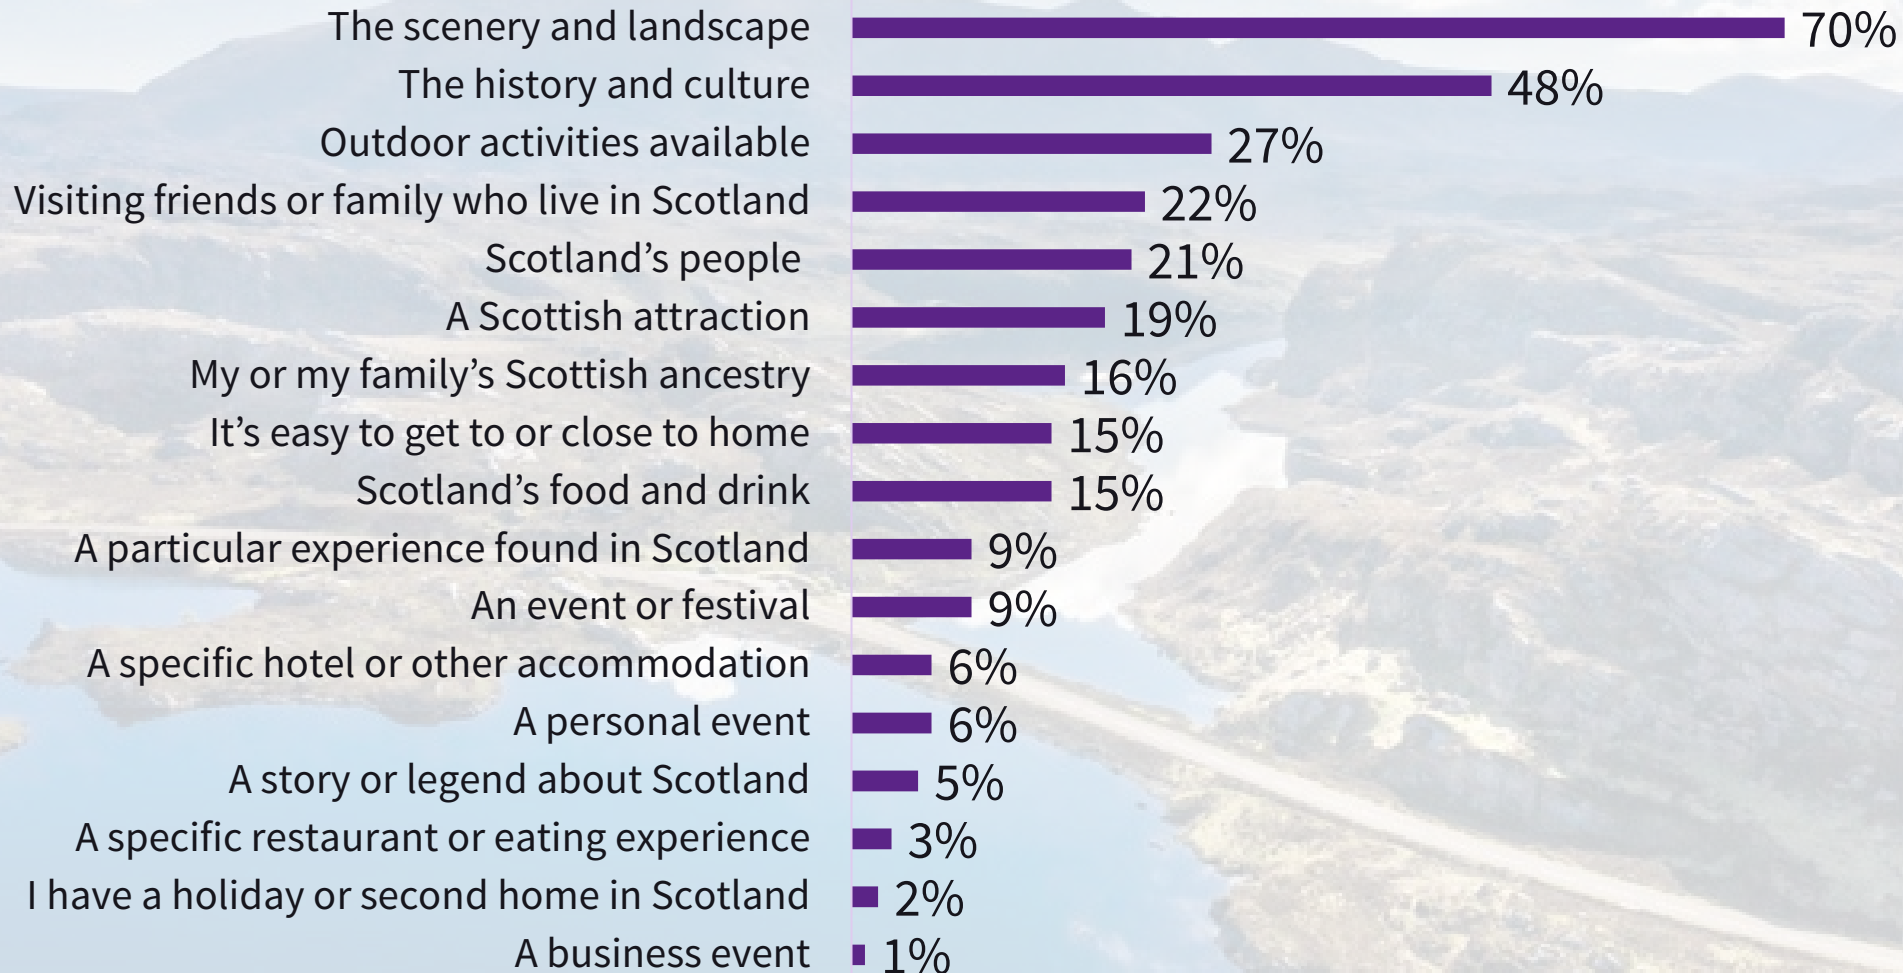 The scenery and landscape 70%
The history and culture 48%
Outdoor activities available 27%
Visiting friends or family who live in Scotland 22%
Scotland’s people 21%
A Scottish attraction 19%
My or my family’s Scottish ancestry 16%
It’s easy to get to or close to home 15%
Scotland’s food and drink 15%
A particular experience found in Scotland 9%
An event or festival 9%
A specific hotel or other accommodation 6%
A personal event 6%
A story or legend about Scotland 5%
A specific restaurant or eating experience 3%
I have a holiday or second home in Scotland 2%
A business event 1%